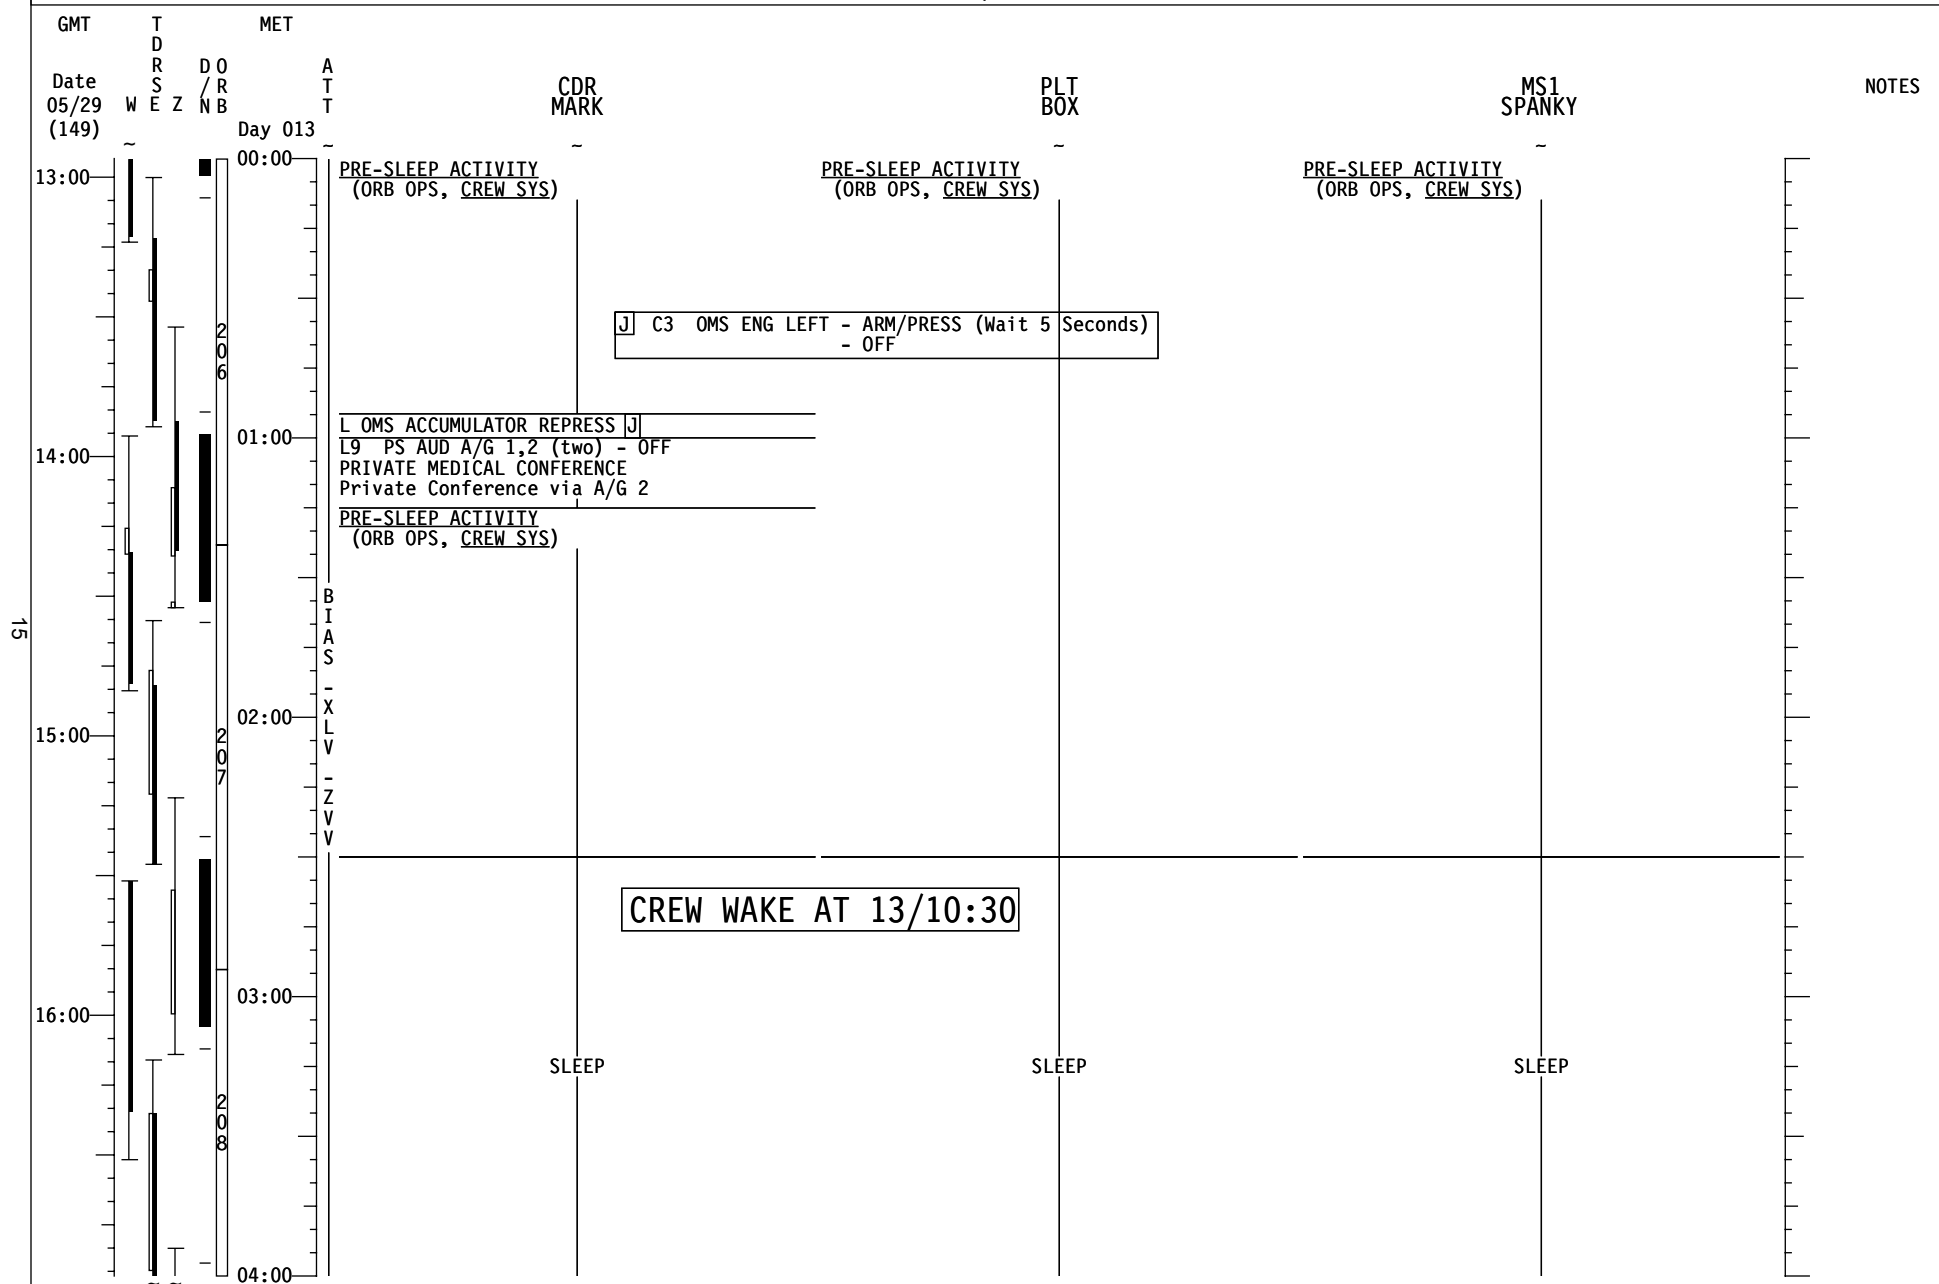 GMT
TDRS
MET
Date
05/29
(149)
W E Z
D/N
ORB
ATT
Day 013
CDR
MARK
PLT
BOX
MS1
SPANKY
NOTES
~ ~ ~ ~ ~
00:00
PRE-SLEEP ACTIVITY
(ORB OPS, CREW SYS)
PRE-SLEEP ACTIVITY
(ORB OPS, CREW SYS)
PRE-SLEEP ACTIVITY
(ORB OPS, CREW SYS)
13:00
206
J C3 OMS ENG LEFT - ARM/PRESS (Wait 5 Seconds)
- OFF
L OMS ACCUMULATOR REPRESS J
01:00
L9 PS AUD A/G 1,2 (two) - OFF
14:00
PRIVATE MEDICAL CONFERENCE
Private Conference via A/G 2
PRE-SLEEP ACTIVITY
(ORB OPS, CREW SYS)
BIAS -XLV -ZVV
15
02:00
15:00
207
CREW WAKE AT 13/10:30
03:00
16:00
SLEEP SLEEP SLEEP
208
04:00